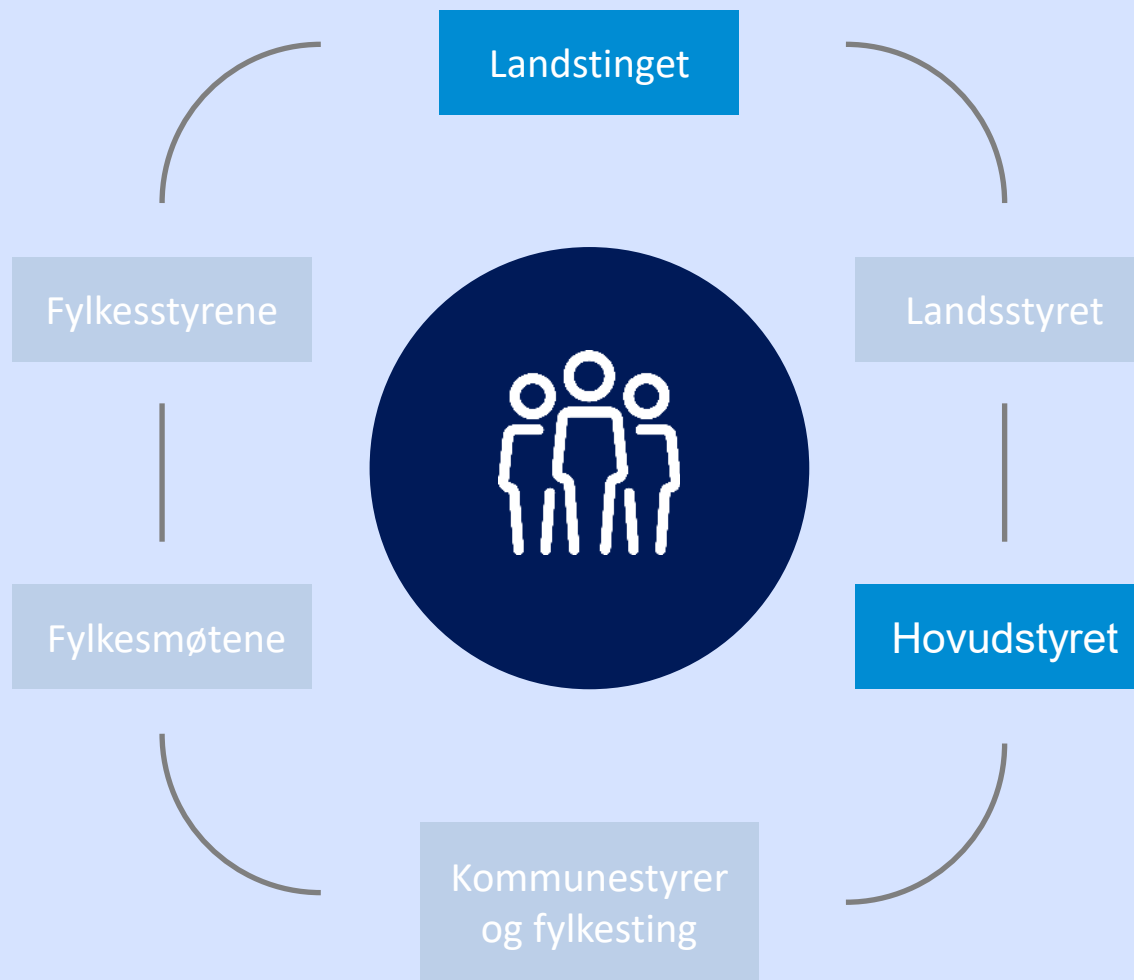 Landstinget
Fylkesstyrene
Landsstyret
Fylkesmøtene
Hovudstyret
Kommunestyrer
og fylkesting